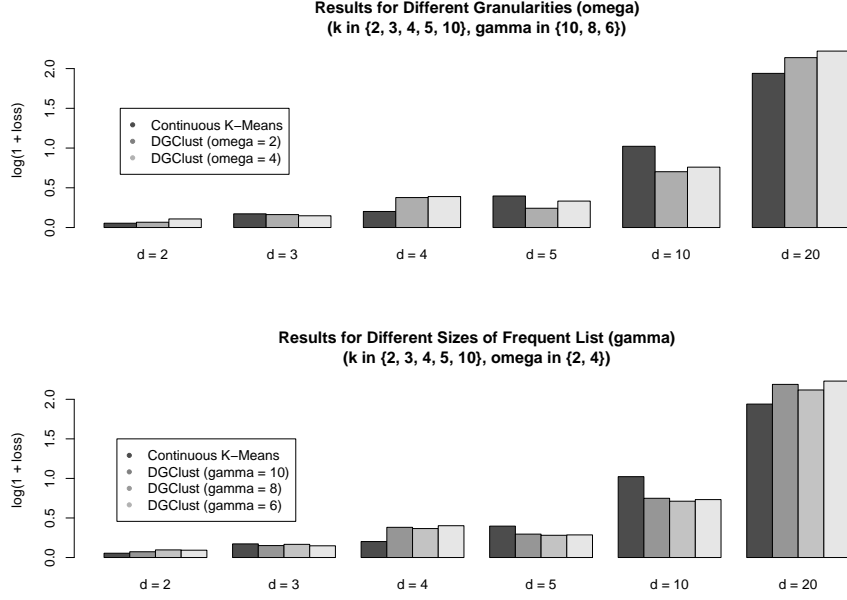 Results for Different Granularities (omega)
(k in {2, 3, 4, 5, 10}, gamma in {10, 8, 6})
log(1 + loss)
0.0 0.5 1.0 1.5 2.0
Continuous K−Means
DGClust (omega = 2)
DGClust (omega = 4)
d = 2 d = 3 d = 4 d = 5 d = 10 d = 20
Results for Different Sizes of Frequent List (gamma)
(k in {2, 3, 4, 5, 10}, omega in {2, 4})
log(1 + loss)
0.0 0.5 1.0 1.5 2.0
Continuous K−Means
DGClust (gamma = 10)
DGClust (gamma = 8)
DGClust (gamma = 6)
d = 2 d = 3 d = 4 d = 5 d = 10 d = 20